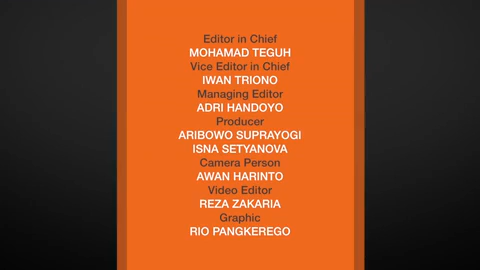 Editor in Chief
MOHAMAD TEGUH
Vice Editor in Chief
IWAN TRIONO
Managing Editor
ADRI HANDOYO
Producer
ARIBOWO SUPRAYOGI
ISNA SETYANOVA
Camera Person
AWAN HARINTO
Video Editor
REZA ZAKARIA
Graphic
RIO PANGKEREGO